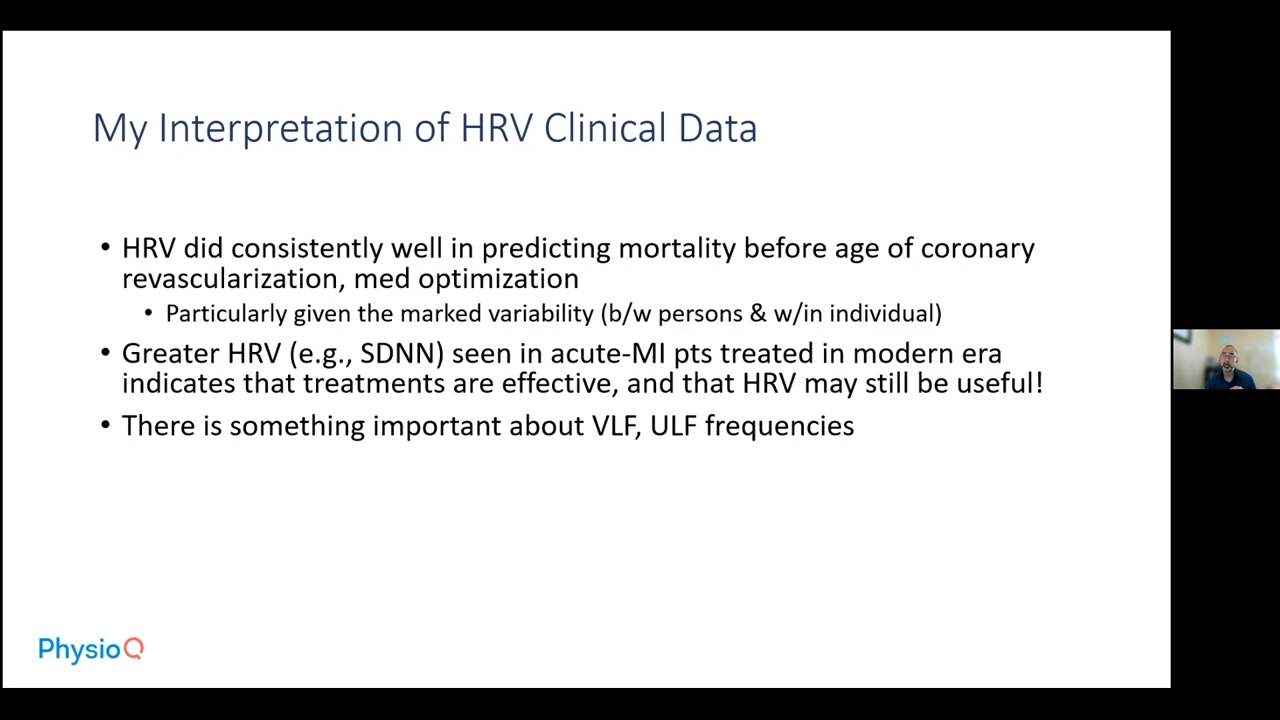 My Interpretation of HRV Clinical Data
• HRV did consistently well in predicting mortality before age of coronary
revascularization, med optimization
• Particularly given the marked variability (b/w persons & w/in individual)
• Greater HRV (e.g., SDNN) seen in acute-MI pts treated in modern era
indicates that treatments are effective, and that HRV may still be useful!
• There is something important about VLF, ULF frequencies
PhysioQ